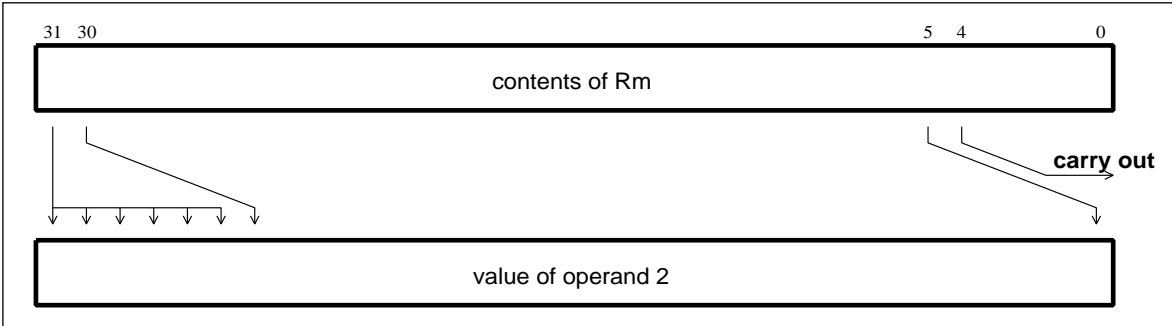 31 30 5 4 0
contents of Rm
carry out
value of operand 2